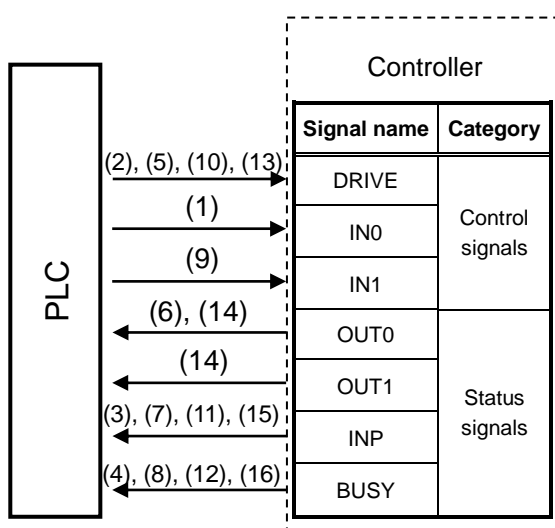 Controller
PLC
Signal name Category
(2), (5), (10), (13)
DRIVE
(1)
IN0
Control
signals
(9)
IN1
(6), (14)
OUT0
(14)
OUT1
Status
signals
(3), (7), (11), (15)
INP
(4), (8), (12), (16)
BUSY